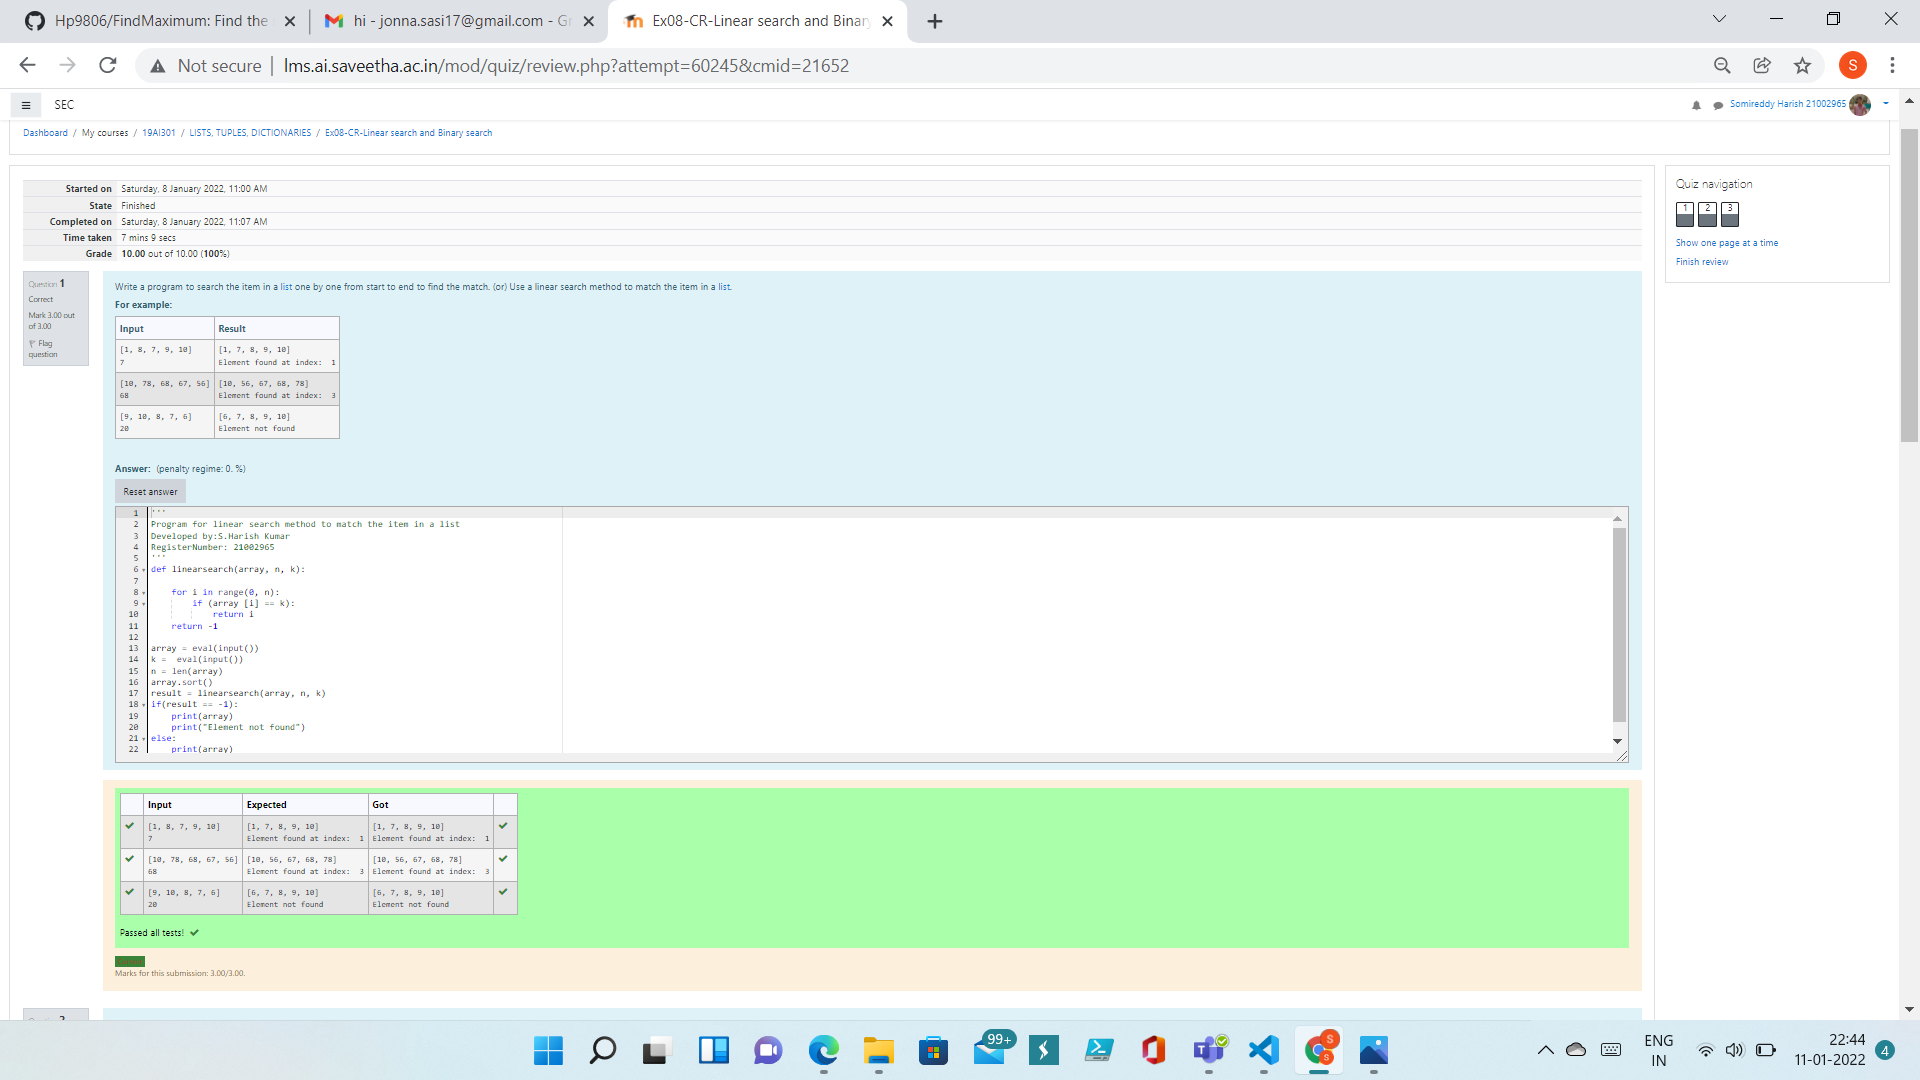 Hp9806/FindMaximum: Find the
hi - jonna.sasi17@gmail.com - G
Ex08-CR-Linear search and Binar
Not secure | lms.ai.saveetha.ac.in/mod/quiz/review.php?attempt=60245&cmid=21652
S
SEC
Somireddy Harish 21002965
Dashboard / My courses / 19AI301 / LISTS, TUPLES, DICTIONARIES / Ex08-CR-Linear search and Binary search
Started on Saturday, 8 January 2022, 11:00 AM
State Finished
Completed on Saturday, 8 January 2022, 11:07 AM
Time taken 7 mins 9 secs
Grade 10.00 out of 10.00 (100%)
Quiz navigation
1 2 3
Show one page at a time
Finish review
Question 1
Correct
Mark 3.00 out
of 3.00
Flag
question
Write a program to search the item in a list one by one from start to end to find the match. (or) Use a linear search method to match the item in a list.
For example:
Input Result
[1, 8, 7, 9, 10] [1, 7, 8, 9, 10]
7 Element found at index:  1
[10, 78, 68, 67, 56] [10, 56, 67, 68, 78]
68 Element found at index:  3
[9, 10, 8, 7, 6] [6, 7, 8, 9, 10]
20 Element not found
Answer: (penalty regime: 0. %)
Reset answer
1 '''
2 Program for linear search method to match the item in a list
3 Developed by:S.Harish Kumar
4 RegisterNumber: 21002965
5 '''
6 def linearsearch(array, n, k):
7
8     for i in range(0, n):
9         if (array [i] == k):
10             return i
11     return -1
12
13 array = eval(input())
14 k =  eval(input())
15 n = len(array)
16 array.sort()
17 result = linearsearch(array, n, k)
18 if(result == -1):
19     print(array)
20     print("Element not found")
21 else:
22     print(array)
Input Expected Got
[1, 8, 7, 9, 10] [1, 7, 8, 9, 10] [1, 7, 8, 9, 10]
7 Element found at index:  1 Element found at index:  1
[10, 78, 68, 67, 56] [10, 56, 67, 68, 78] [10, 56, 67, 68, 78]
68 Element found at index:  3 Element found at index:  3
[9, 10, 8, 7, 6] [6, 7, 8, 9, 10] [6, 7, 8, 9, 10]
20 Element not found Element not found
Passed all tests!
Marks for this submission: 3.00/3.00.
99+
S
S
ENG
IN
22:44
11-01-2022
4